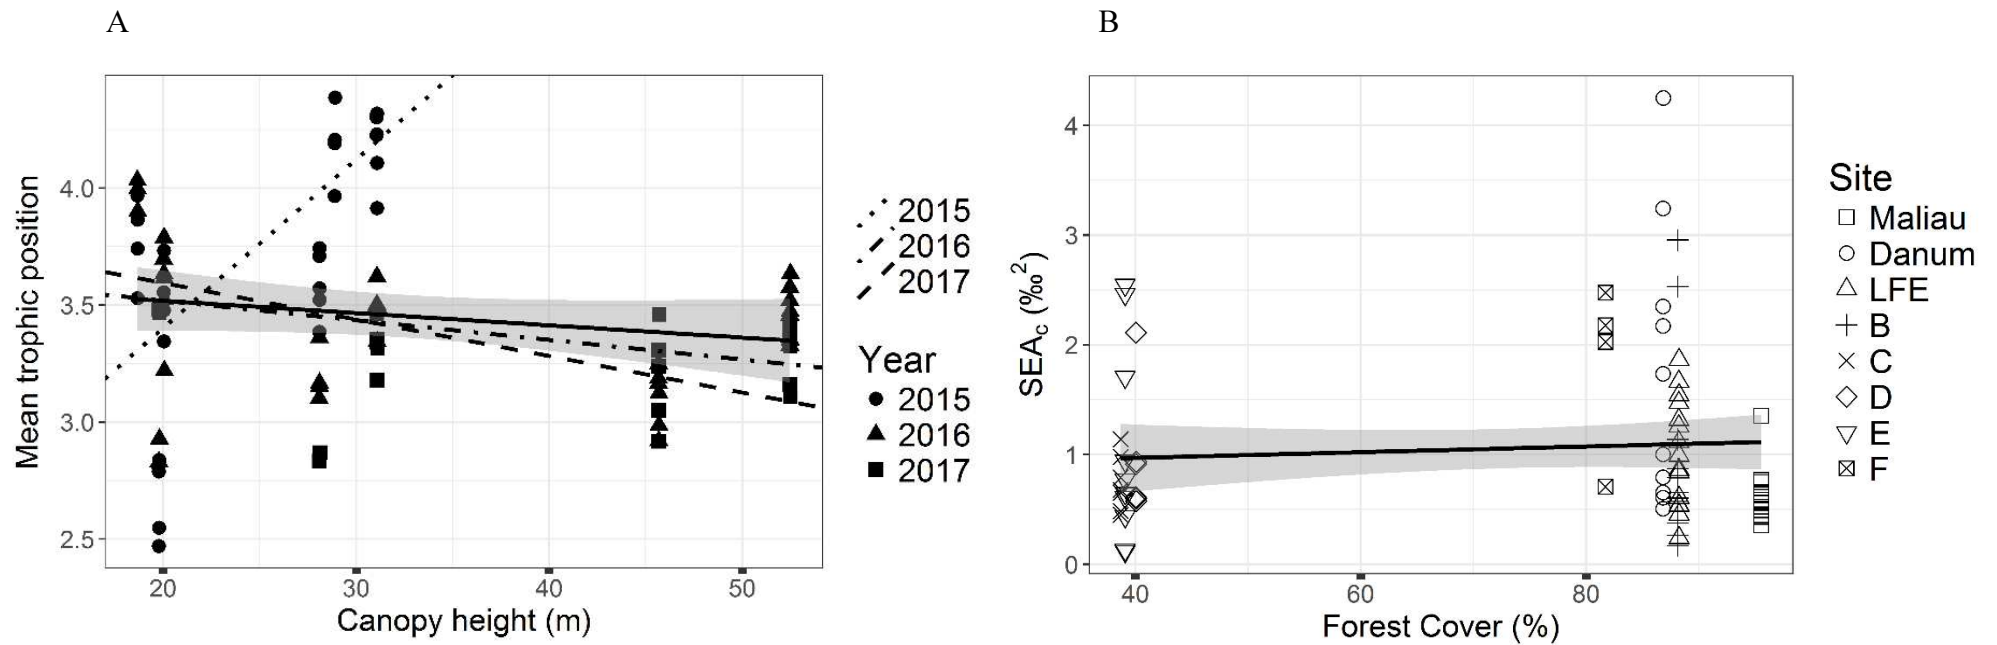 A
Mean trophic position
4.0
3.5
3.0
2.5
20 30 40 50
Canopy height (m)
2015
2016
2017
Year
2015
2016
2017
B
SEAc (‰²)
4
3
2
1
0
40 60 80
Forest Cover (%)
Site
Maliau
Danum
LFE
B
C
D
E
F